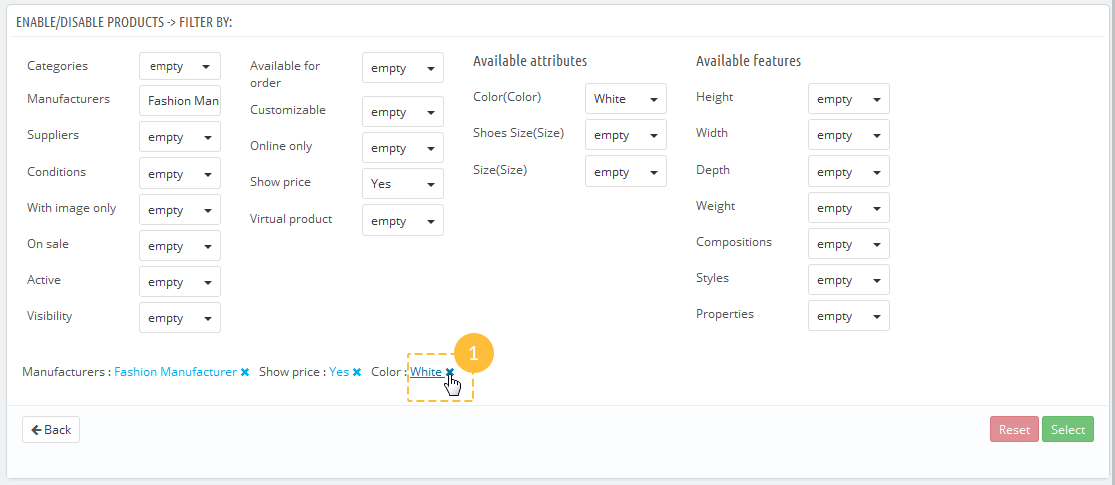 ENABLE/DISABLE PRODUCTS -> FILTER BY:
Categories empty
Manufacturers Fashion Man
Suppliers empty
Conditions empty
With image only empty
On sale empty
Active empty
Visibility empty
Available for
order empty
Customizable empty
Online only empty
Show price Yes
Virtual product empty
Available attributes
Color(Color) White
Shoes Size(Size) empty
Size(Size) empty
Available features
Height empty
Width empty
Depth empty
Weight empty
Compositions empty
Styles empty
Properties empty
1
Manufacturers : Fashion Manufacturer ✖ Show price : Yes ✖ Color : White ✖
Back Reset Select